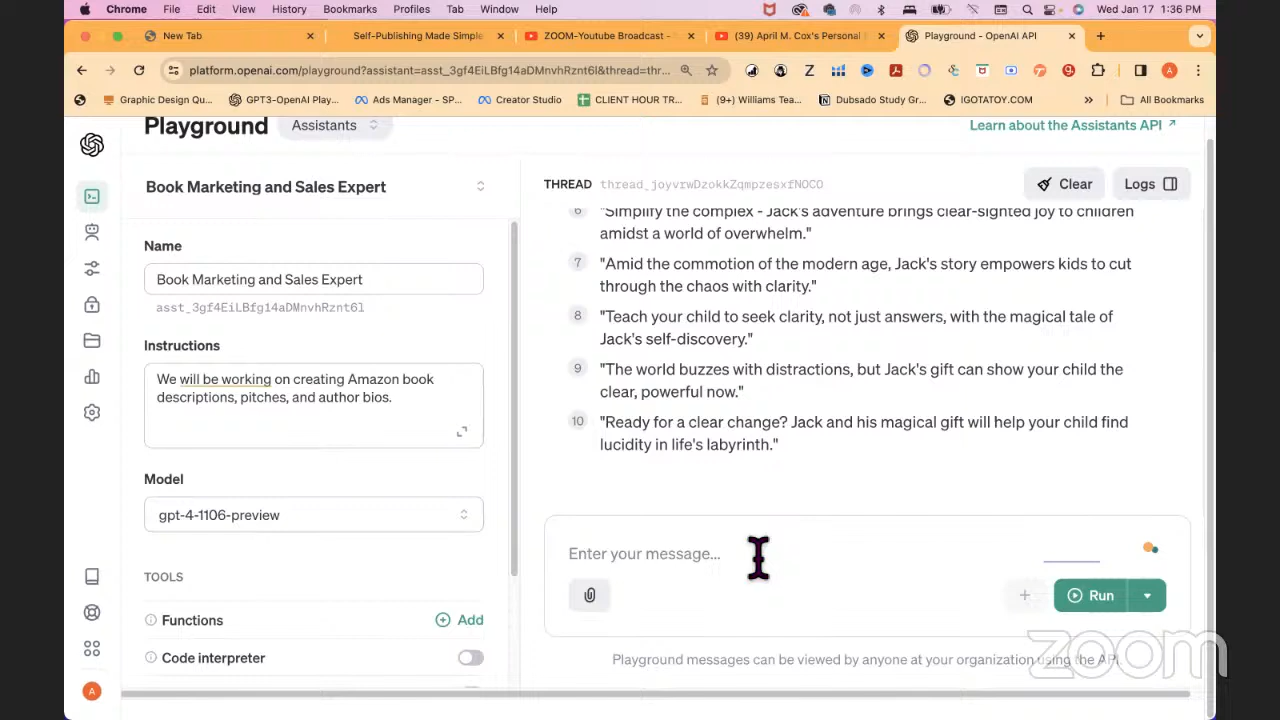 Chrome File Edit View History Bookmarks Profiles Tab Window Help Wed Jan 17 1:36 PM
New Tab Self-Publishing Made Simple ZOOM-Youtube Broadcast - (39) April M. Cox's Personal Playground - OpenAI API
platform.openai.com/playground?assistant=asst_3gf4EiLBfg14aDMnvhRznt6l&thread=thr...
Graphic Design Qu... GPT3-OpenAI Play... Ads Manager - SP... Creator Studio CLIENT HOUR TR... (9+) Williams Tea... Dubsado Study Gr... IGOTATOY.COM » All Bookmarks
Playground Assistants Learn about the Assistants API
Book Marketing and Sales Expert
Name
Book Marketing and Sales Expert
asst_3gf4EiLBfg14aDMnvhRznt6l
Instructions
We will be working on creating Amazon book
descriptions, pitches, and author bios.
Model
gpt-4-1106-preview
TOOLS
Functions Add
Code interpreter
THREAD thread_joyvrwDzokkZqmpzesxfNOCO Clear Logs
6 "Simplify the complex - Jack's adventure brings clear-sighted joy to children
amidst a world of overwhelm."
7 "Amid the commotion of the modern age, Jack's story empowers kids to cut
through the chaos with clarity."
8 "Teach your child to seek clarity, not just answers, with the magical tale of
Jack's self-discovery."
9 "The world buzzes with distractions, but Jack's gift can show your child the
clear, powerful now."
10 "Ready for a clear change? Jack and his magical gift will help your child find
lucidity in life's labyrinth."
Enter your message...
Run
Playground messages can be viewed by anyone at your organization using the API.
A
zoom